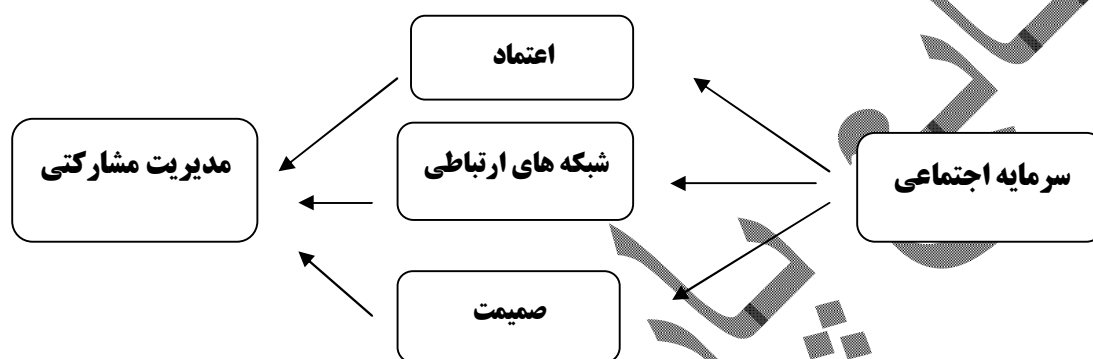 اعتماد
سرمایه اجتماعی
شبکه های ارتباطی
مدیریت مشارکتی
صمیمت